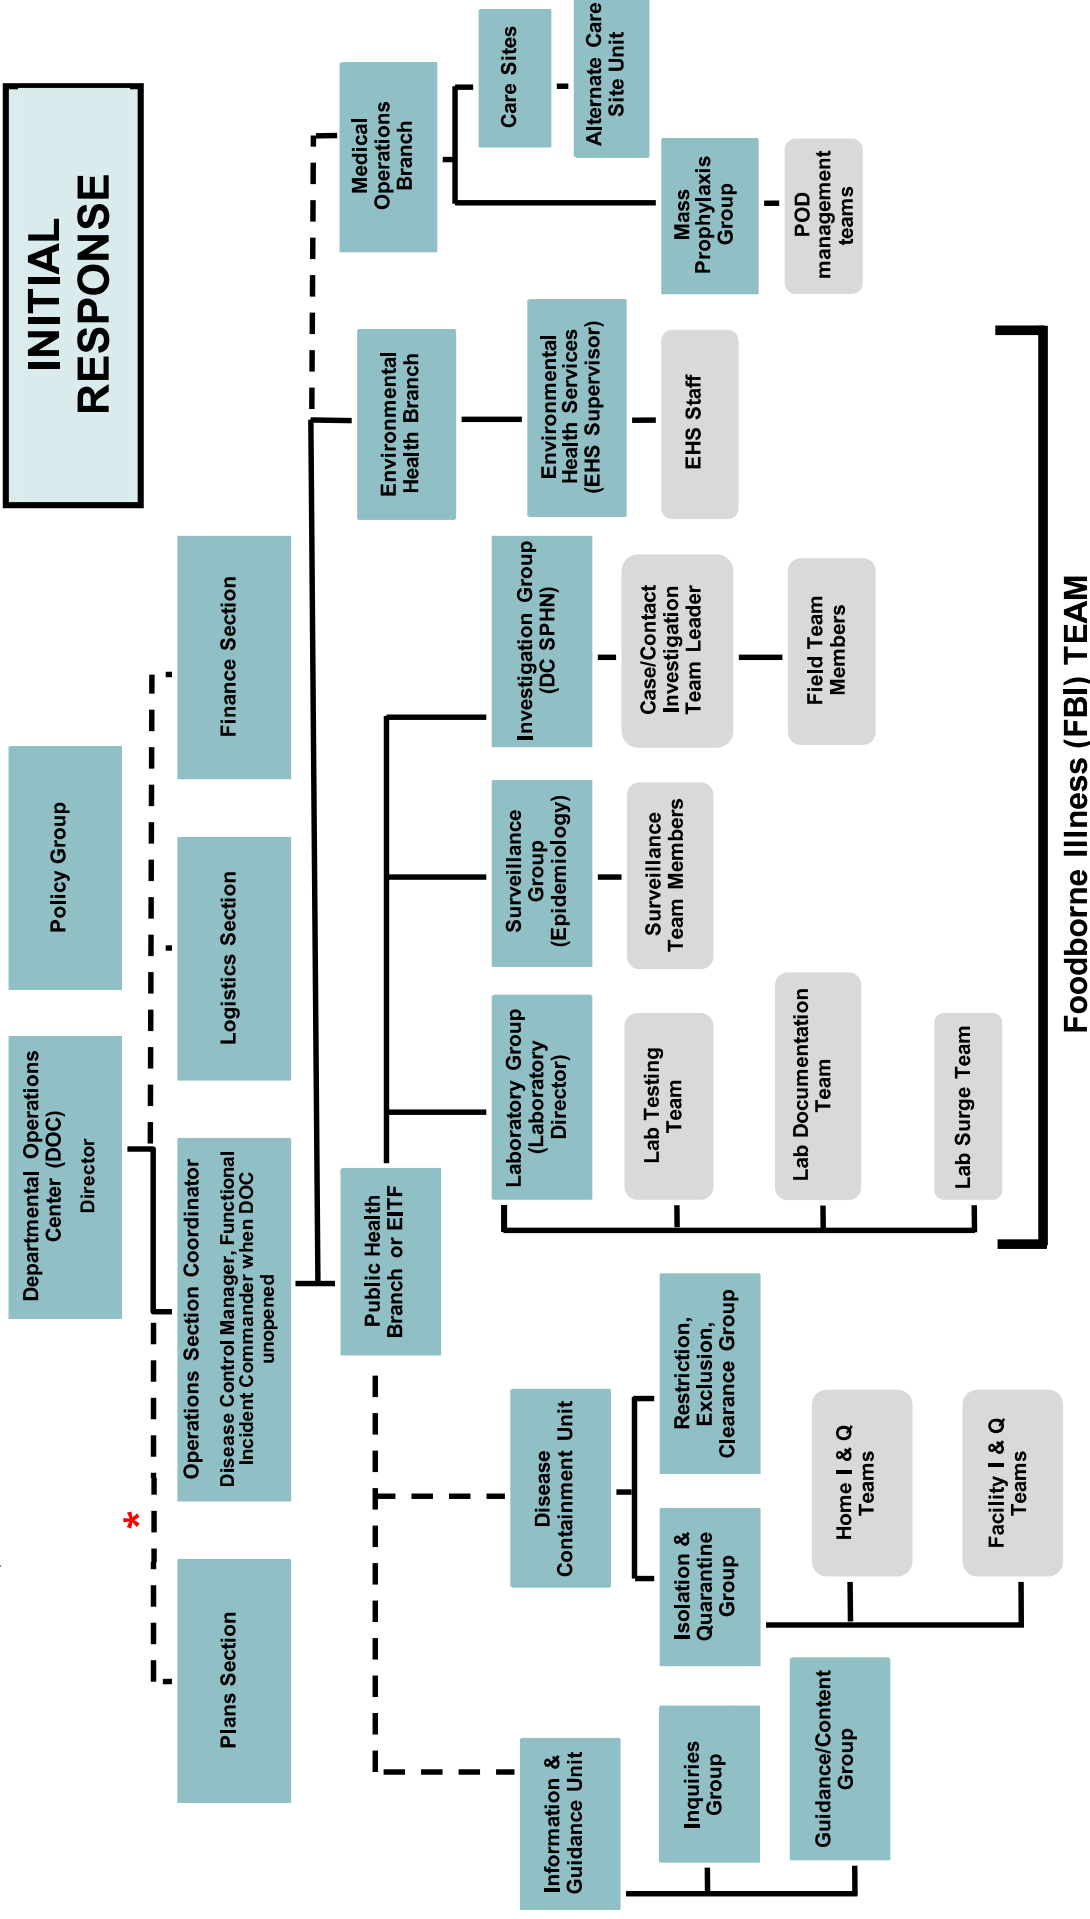 INITIAL
RESPONSE
Departmental Operations
Center (DOC)
Director
Policy Group
*
Plans Section
Operations Section Coordinator
Disease Control Manager, Functional
Incident Commander when DOC
unopened
Logistics Section
Finance Section
Public Health
Branch or EITF
Environmental
Health Branch
Medical
Operations
Branch
Information &
Guidance Unit
Inquiries
Group
Guidance/Content
Group
Disease
Containment Unit
Isolation &
Quarantine
Group
Restriction,
Exclusion,
Clearance Group
Home I & Q
Teams
Facility I & Q
Teams
Laboratory Group
(Laboratory
Director)
Lab Testing
Team
Lab Documentation
Team
Lab Surge Team
Surveillance
Group
(Epidemiology)
Surveillance
Team Members
Investigation Group
(DC SPHN)
Case/Contact
Investigation
Team Leader
Field Team
Members
Environmental
Health Services
(EHS Supervisor)
EHS Staff
Care Sites
Alternate Care
Site Unit
Mass
Prophylaxis
Group
POD
management
teams
Foodborne Illness (FBI) TEAM